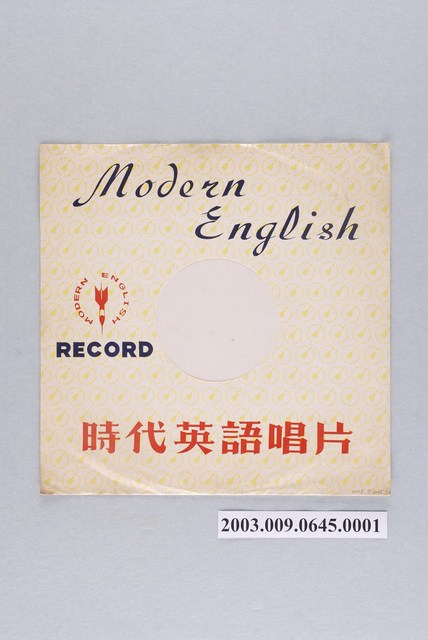 Modern
English
MODERN ENGLISH
RECORD
時代英語唱片
2003.009.0645.0001